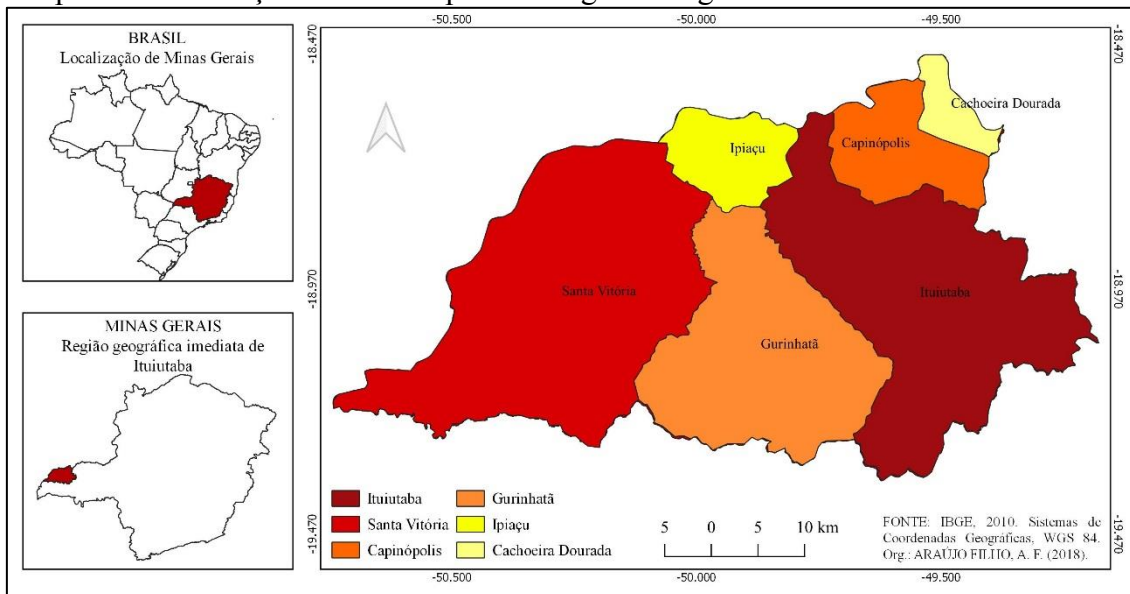 BRASIL
Localização de Minas Gerais
MINAS GERAIS
Região geográfica imediata de
Ituiutaba
-50.500
-50.000
-49.500
-18.470
-18.470
Cachoeira Dourada
Capinópolis
Ipiaçu
-18.970
-18.970
Santa Vitória
Ituiutaba
Gurinhatã
Ituiutaba
Gurinhatã
Santa Vitória
Ipiaçu
Capinópolis
Cachoeira Dourada
5 0 5 10 km
FONTE: IBGE, 2010. Sistemas de
Coordenadas Geográficas, WGS 84.
Org.: ARAÚJO FILHO, A. F. (2018).
-19.470
-19.470
-50.500
-50.000
-49.500